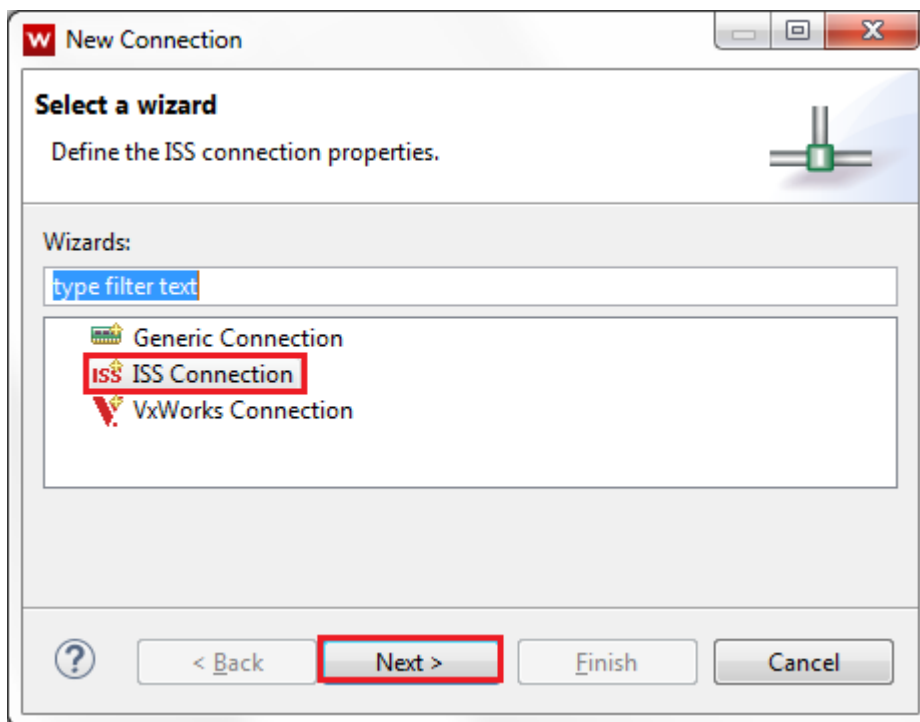 W New Connection
Select a wizard
Define the ISS connection properties.
Wizards:
type filter text
Generic Connection
ISS ISS Connection
VxWorks Connection
? < Back Next > Finish Cancel